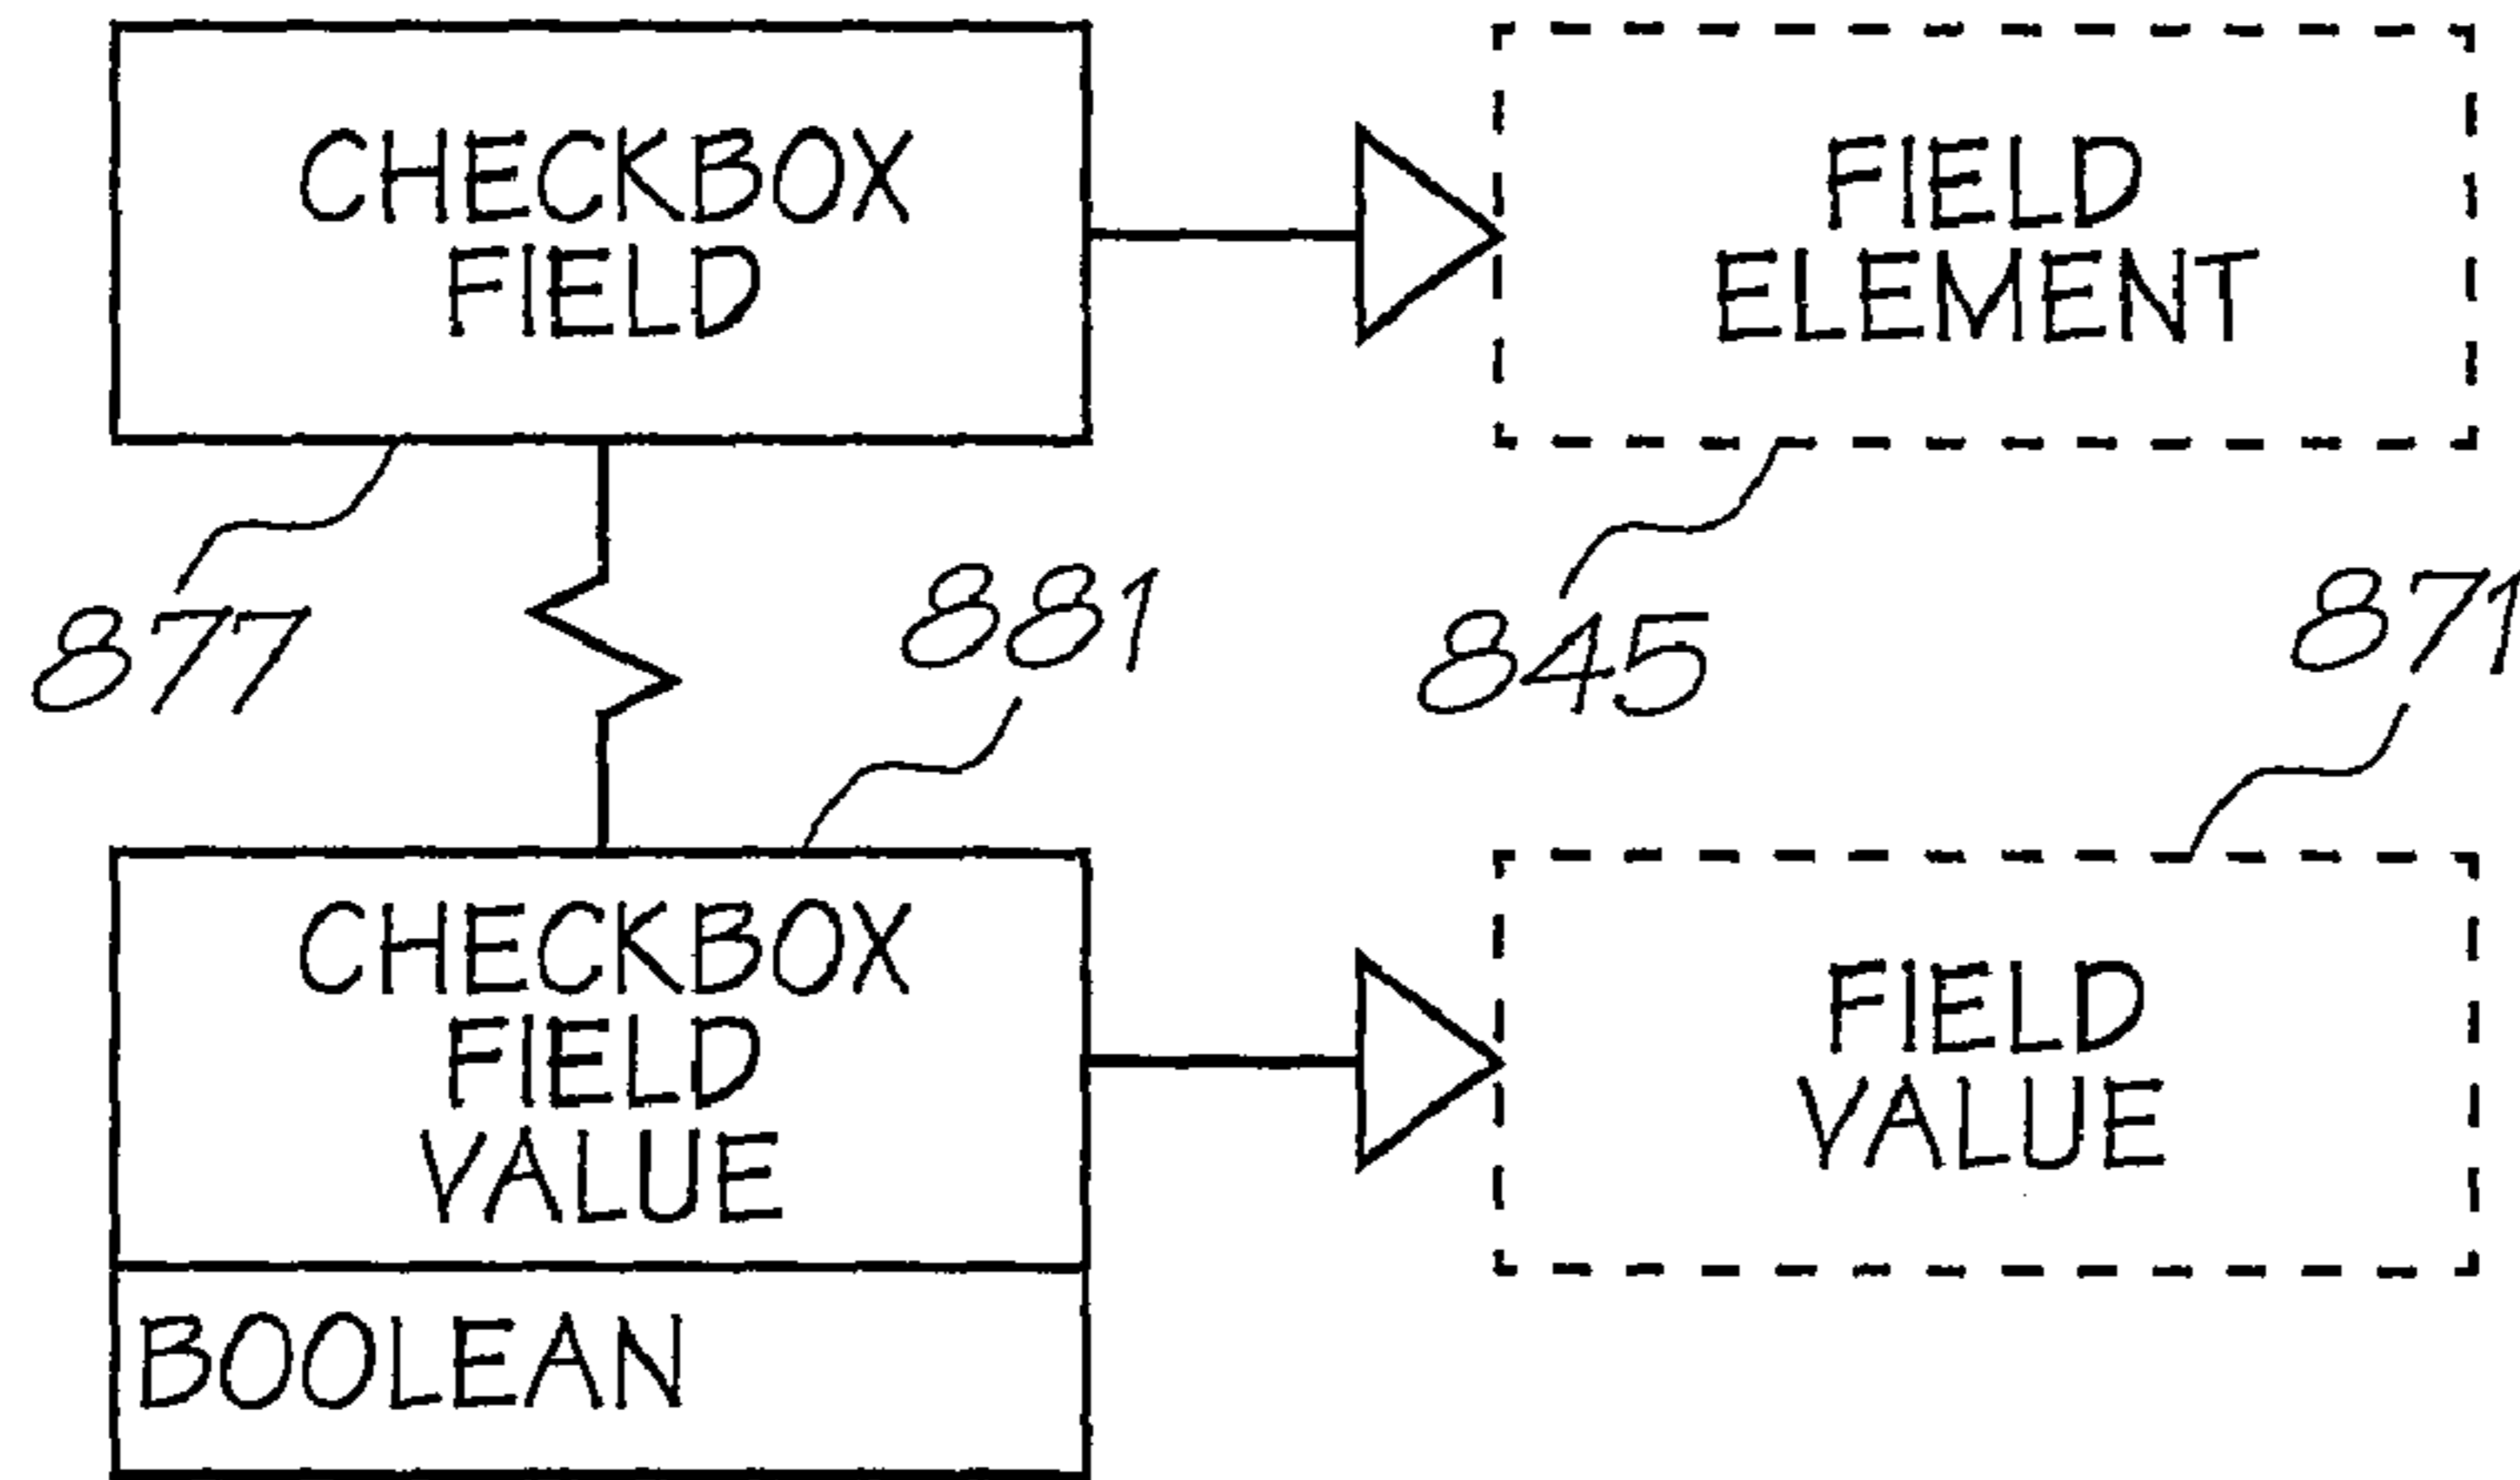 CHECKBOX
FIELD
FIELD
ELEMENT
877
881
845
871
CHECKBOX
FIELD
VALUE
FIELD
VALUE
BOOLEAN